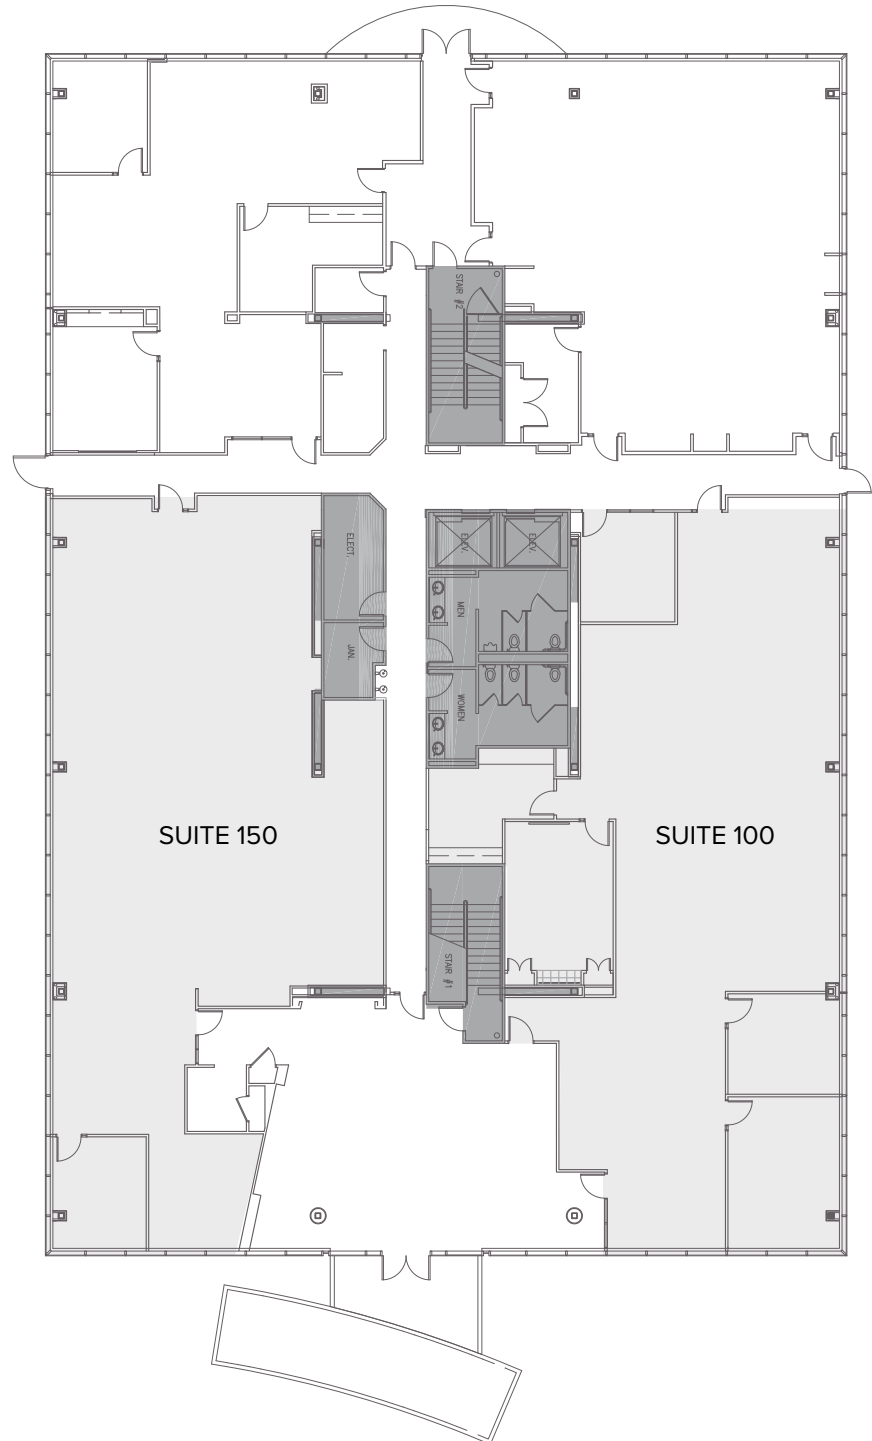 STAIR #2
ELECT.
ELEV.
ELEV.
MEN
JAN.
WOMEN
SUITE 150
SUITE 100
STAIR #1